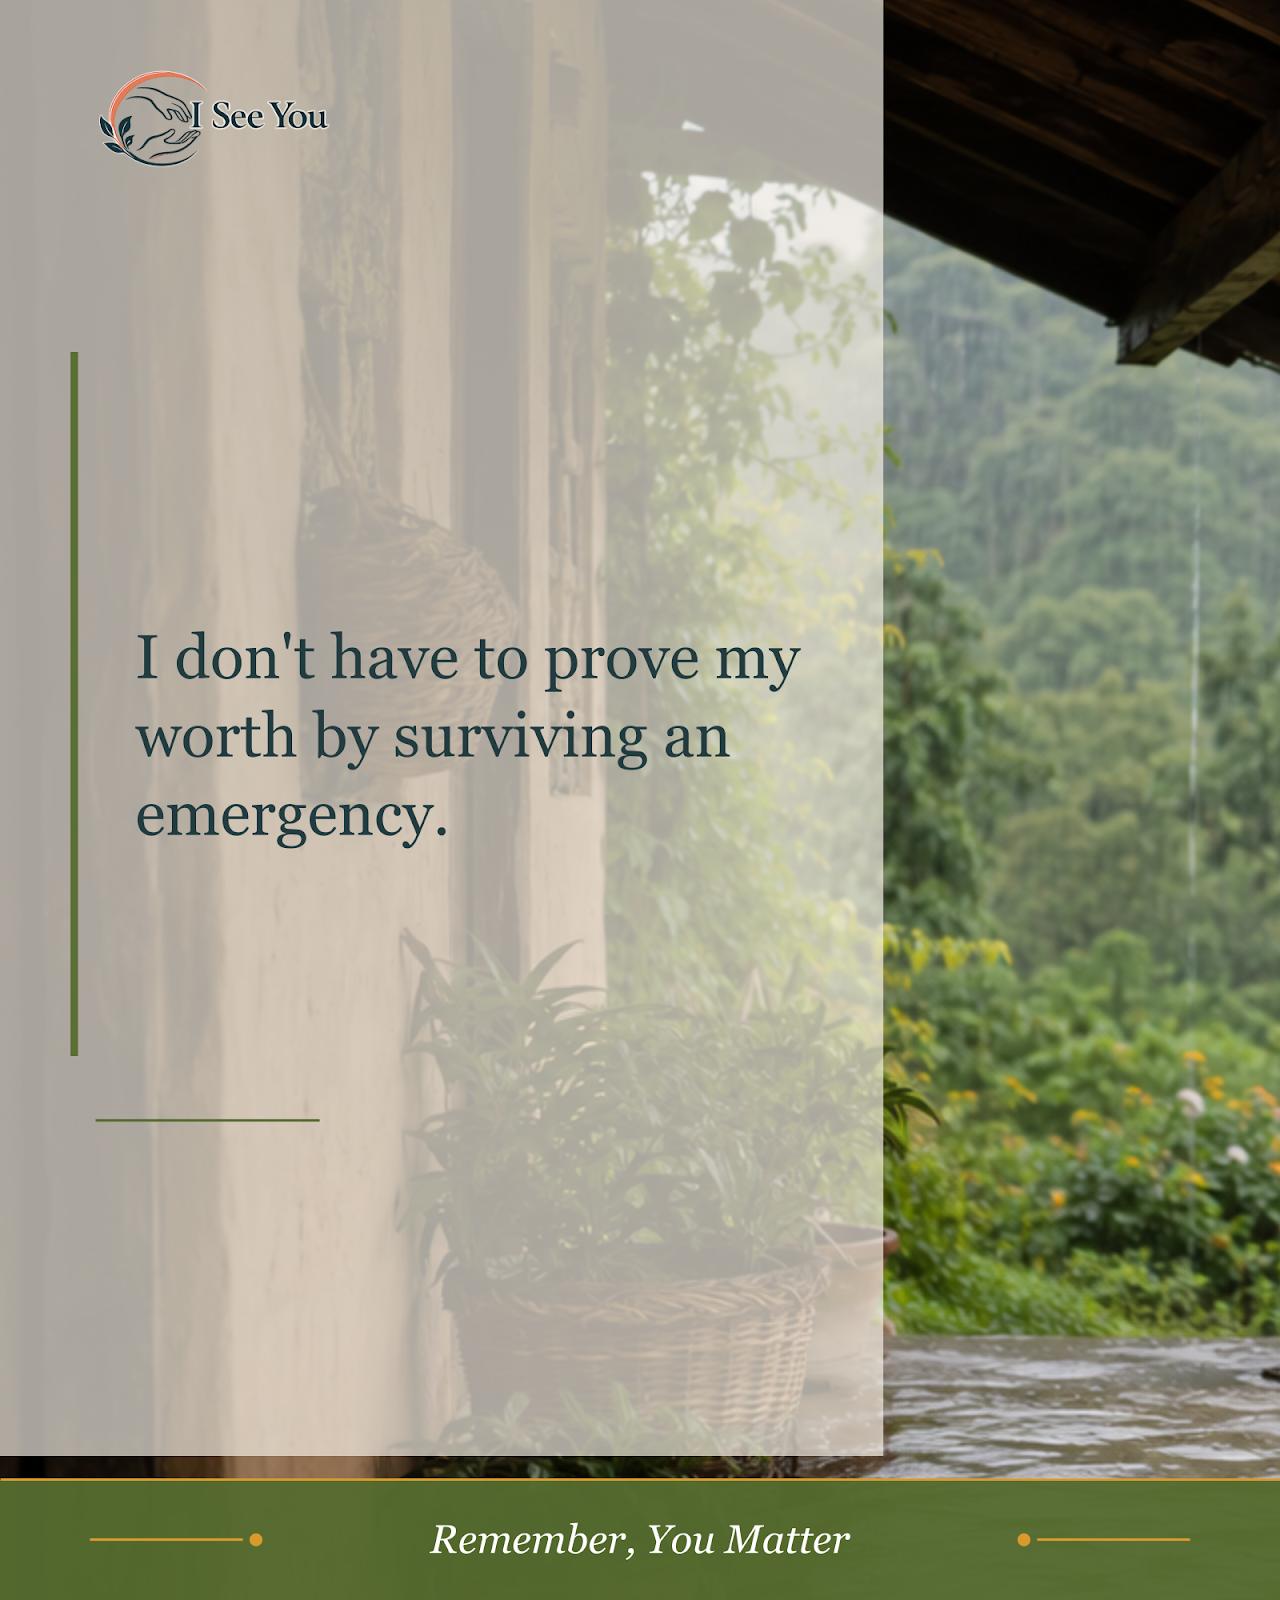 I See You
I don't have to prove my
worth by surviving an
emergency.
Remember, You Matter